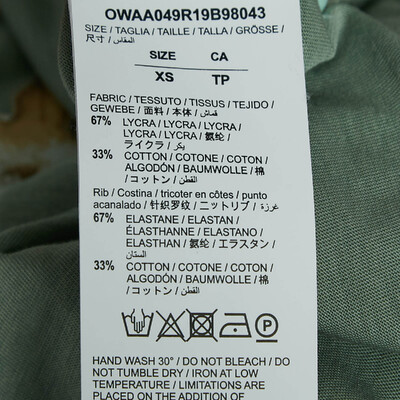 OWAA049R19B98043
SIZE / TAGLIA / TAILLE / TALLA / GRÖSSE /
尺寸 / المقاس
SIZE CA
XS TP
FABRIC / TESSUTO / TISSUS / TEJIDO /
GEWEBE / 面料 / 本体 / قماش
67% LYCRA / LYCRA / LYCRA /
LYCRA / LYCRA / 氨纶 /
ライクラ / يكر
33% COTTON / COTONE / COTON /
ALGODÓN / BAUMWOLLE / 棉
/ コットン / القطن
Rib / Costina / tricoter en côtes / punto
acanalado / 针织罗纹 / ニットリブ / غرزة
67% ELASTANE / ELASTAN /
ÉLASTHANNE / ELASTANO /
ELASTHAN / 氨纶 / エラスタン /
الستان
33% COTTON / COTONE / COTON /
ALGODÓN / BAUMWOLLE / 棉
/ コットン / القطن
P
HAND WASH 30° / DO NOT BLEACH / DO
NOT TUMBLE DRY / IRON AT LOW
TEMPERATURE / LIMITATIONS ARE
PLACED ON THE ADDITION OF